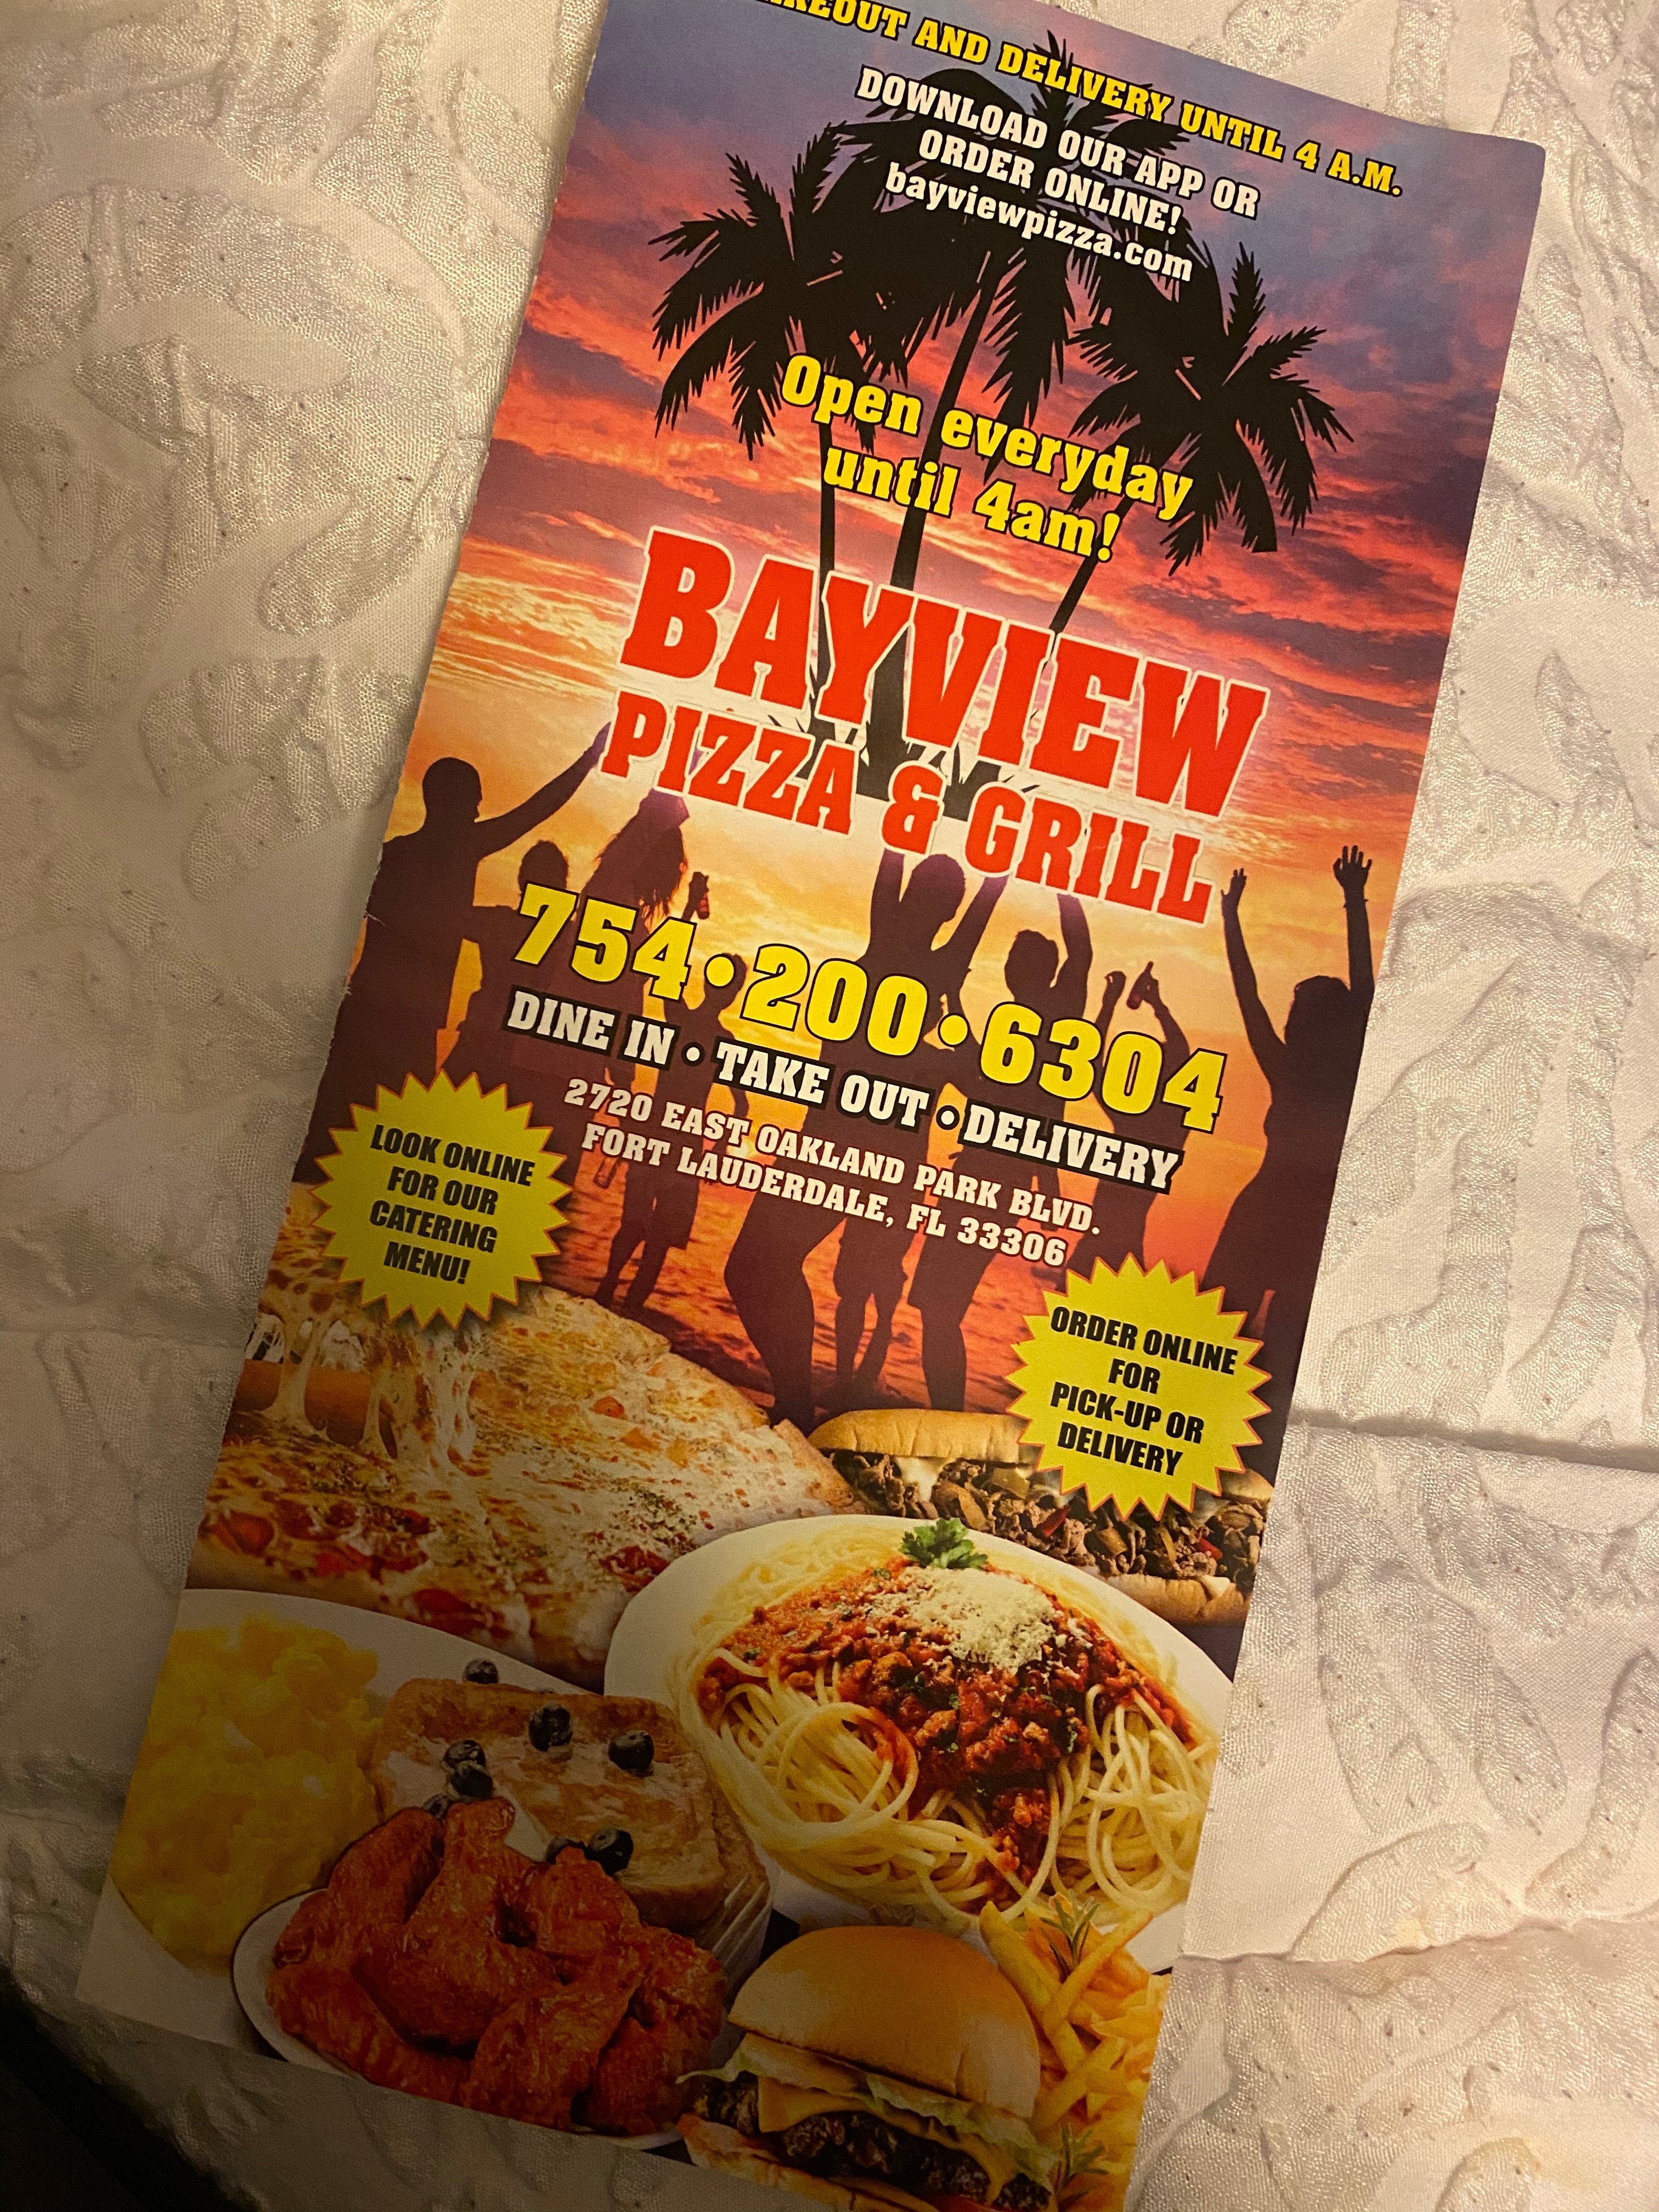 AND DELIVERY UNTIL 4 A.M.
DOWNLOAD OUR APP OR
ORDER ONLINE!
bayviewpizza.com
Open everyday
until 4am!
BAYVIEW
PIZZA & GRILL
754•200•6304
DINE IN • TAKE OUT • DELIVERY
2720 EAST OAKLAND PARK BLVD.
FORT LAUDERDALE, FL 33306
LOOK ONLINE
FOR OUR
CATERING
MENU!
ORDER ONLINE
FOR
PICK-UP OR
DELIVERY